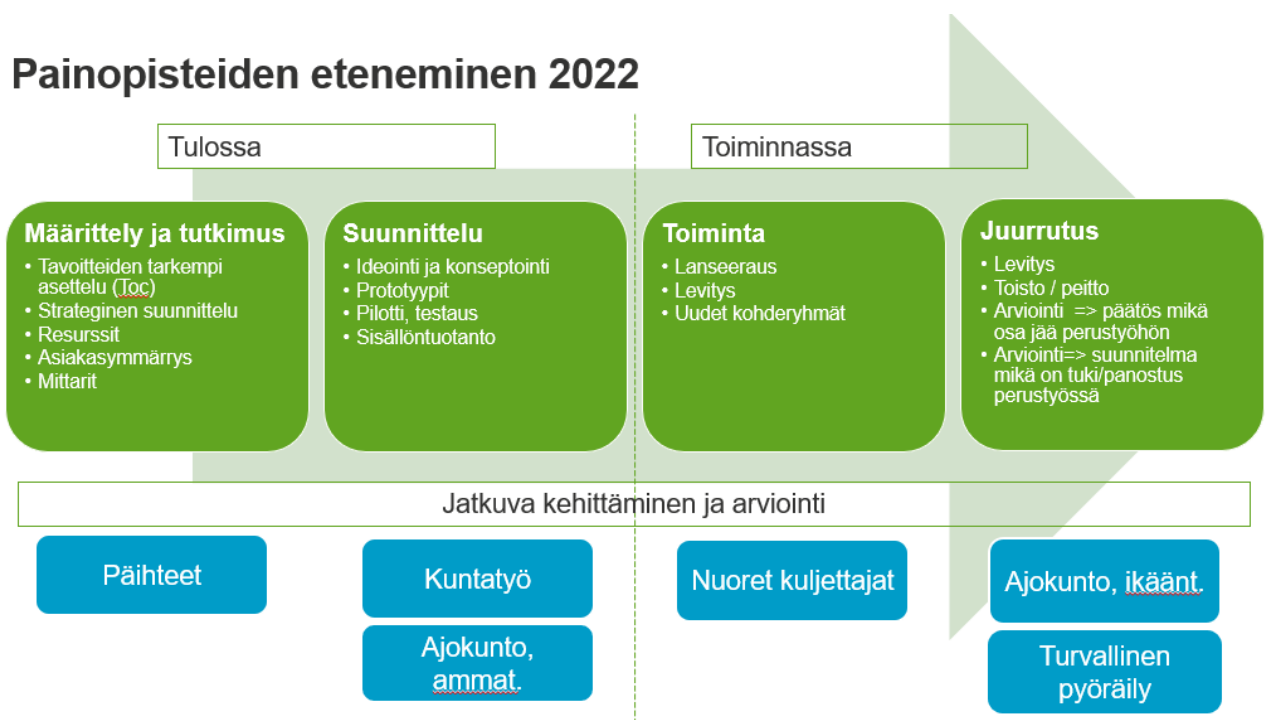 Painopisteiden eteneminen 2022
Tulossa
Toiminnassa
Määrittely ja tutkimus
• Tavoitteiden tarkempi
asettelu (Toc)
• Strateginen suunnittelu
• Resurssit
• Asiakasymmärrys
• Mittarit
Suunnittelu
• Ideointi ja konseptointi
• Prototyypit
• Pilotti, testaus
• Sisällöntuotanto
Toiminta
• Lanseeraus
• Levitys
• Uudet kohderyhmät
Juurrutus
• Levitys
• Toisto / peitto
• Arviointi => päätös mikä
osa jää perustyöhön
• Arviointi=> suunnitelma
mikä on tuki/panostus
perustyössä
Jatkuva kehittäminen ja arviointi
Päihteet
Kuntatyö
Ajokunto,
ammat.
Nuoret kuljettajat
Ajokunto, ikäänt.
Turvallinen
pyöräily